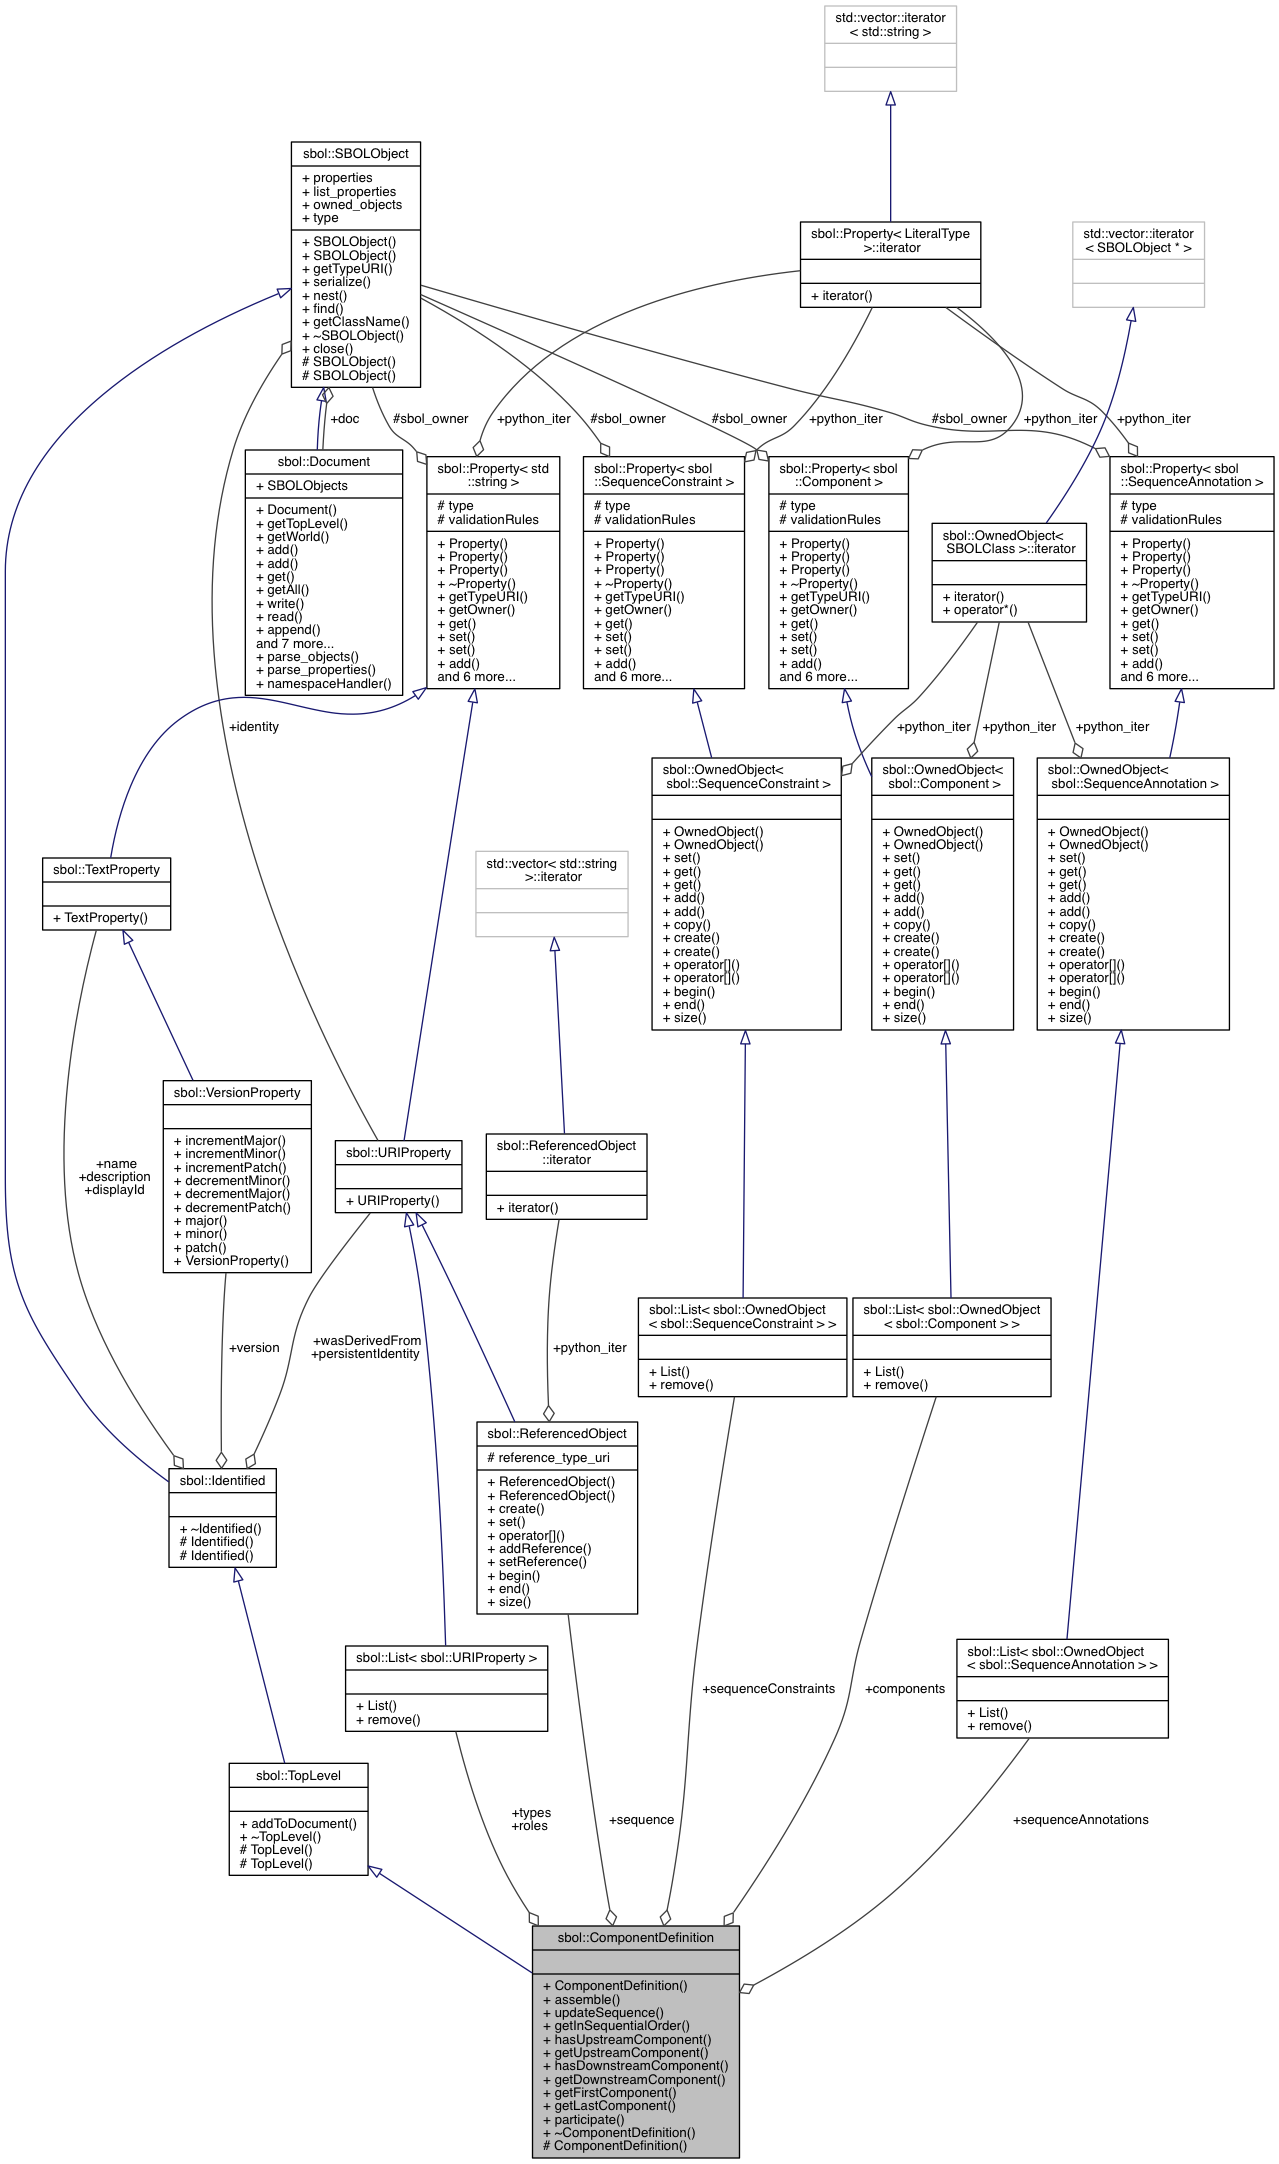 std::vector::iterator
< std::string >
sbol::SBOLObject
+ properties
+ list_properties
+ owned_objects
+ type
+ SBOLObject()
+ SBOLObject()
+ getTypeURI()
+ serialize()
+ nest()
+ find()
+ getClassName()
+ ~SBOLObject()
+ close()
# SBOLObject()
# SBOLObject()
sbol::Property< LiteralType
>::iterator
+ iterator()
std::vector::iterator
< SBOLObject * >
+doc
#sbol_owner
+python_iter
#sbol_owner
#sbol_owner
+python_iter
#sbol_owner
+python_iter
+python_iter
sbol::Document
+ SBOLObjects
+ Document()
+ getTopLevel()
+ getWorld()
+ add()
+ add()
+ get()
+ getAll()
+ write()
+ read()
+ append()
and 7 more...
+ parse_objects()
+ parse_properties()
+ namespaceHandler()
sbol::Property< std
::string >
# type
# validationRules
+ Property()
+ Property()
+ Property()
+ ~Property()
+ getTypeURI()
+ getOwner()
+ get()
+ set()
+ set()
+ add()
and 6 more...
sbol::Property< sbol
::SequenceConstraint >
# type
# validationRules
+ Property()
+ Property()
+ Property()
+ ~Property()
+ getTypeURI()
+ getOwner()
+ get()
+ set()
+ set()
+ add()
and 6 more...
sbol::Property< sbol
::Component >
# type
# validationRules
+ Property()
+ Property()
+ Property()
+ ~Property()
+ getTypeURI()
+ getOwner()
+ get()
+ set()
+ set()
+ add()
and 6 more...
sbol::OwnedObject<
SBOLClass >::iterator
+ iterator()
+ operator*()
sbol::Property< sbol
::SequenceAnnotation >
# type
# validationRules
+ Property()
+ Property()
+ Property()
+ ~Property()
+ getTypeURI()
+ getOwner()
+ get()
+ set()
+ set()
+ add()
and 6 more...
+identity
+python_iter
+python_iter
+python_iter
sbol::OwnedObject<
sbol::SequenceConstraint >
+ OwnedObject()
+ OwnedObject()
+ set()
+ get()
+ get()
+ add()
+ add()
+ copy()
+ create()
+ create()
+ operator[]()
+ operator[]()
+ begin()
+ end()
+ size()
sbol::OwnedObject<
sbol::Component >
+ OwnedObject()
+ OwnedObject()
+ set()
+ get()
+ get()
+ add()
+ add()
+ copy()
+ create()
+ create()
+ operator[]()
+ operator[]()
+ begin()
+ end()
+ size()
sbol::OwnedObject<
sbol::SequenceAnnotation >
+ OwnedObject()
+ OwnedObject()
+ set()
+ get()
+ get()
+ add()
+ add()
+ copy()
+ create()
+ create()
+ operator[]()
+ operator[]()
+ begin()
+ end()
+ size()
sbol::TextProperty
+ TextProperty()
std::vector< std::string
>::iterator
sbol::VersionProperty
+ incrementMajor()
+ incrementMinor()
+ incrementPatch()
+ decrementMinor()
+ decrementMajor()
+ decrementPatch()
+ major()
+ minor()
+ patch()
+ VersionProperty()
+name
+description
+displayId
sbol::URIProperty
+ URIProperty()
sbol::ReferencedObject
::iterator
+ iterator()
+version
+wasDerivedFrom
+persistentIdentity
+python_iter
sbol::List< sbol::OwnedObject
< sbol::SequenceConstraint > >
+ List()
+ remove()
sbol::List< sbol::OwnedObject
< sbol::Component > >
+ List()
+ remove()
sbol::Identified
+ ~Identified()
# Identified()
# Identified()
sbol::ReferencedObject
# reference_type_uri
+ ReferencedObject()
+ ReferencedObject()
+ create()
+ set()
+ operator[]()
+ addReference()
+ setReference()
+ begin()
+ end()
+ size()
sbol::List< sbol::URIProperty >
+ List()
+ remove()
sbol::List< sbol::OwnedObject
< sbol::SequenceAnnotation > >
+ List()
+ remove()
+sequenceConstraints
+components
sbol::TopLevel
+ addToDocument()
+ ~TopLevel()
# TopLevel()
# TopLevel()
+types
+roles
+sequence
+sequenceAnnotations
sbol::ComponentDefinition
+ ComponentDefinition()
+ assemble()
+ updateSequence()
+ getInSequentialOrder()
+ hasUpstreamComponent()
+ getUpstreamComponent()
+ hasDownstreamComponent()
+ getDownstreamComponent()
+ getFirstComponent()
+ getLastComponent()
+ participate()
+ ~ComponentDefinition()
# ComponentDefinition()